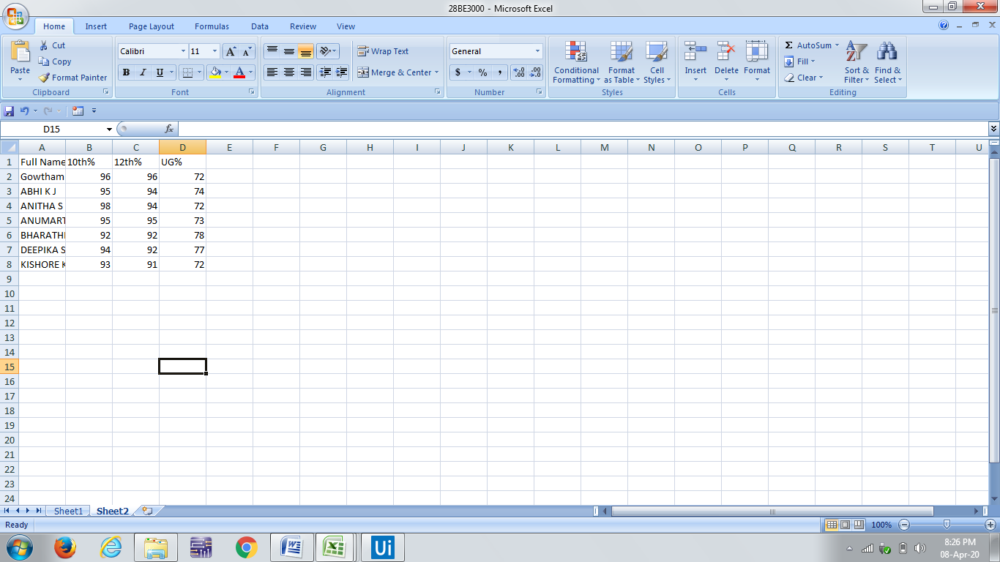 28BE3000 - Microsoft Excel
Home Insert Page Layout Formulas Data Review View
Paste
Cut
Copy
Format Painter
Clipboard
Calibri 11
B I U
Font
Wrap Text
Merge & Center
Alignment
General
$ % ,
Number
Conditional Formatting
Format as Table
Cell Styles
Styles
Insert Delete Format
Cells
Σ AutoSum
Fill
Clear
Sort & Filter
Find & Select
Editing
D15 fx
A B C D E F G H I J K L M N O P Q R S T U
1 Full Name 10th% 12th% UG%
2 Gowtham 96 96 72
3 ABHI K J 95 94 74
4 ANITHA S 98 94 72
5 ANUMART 95 95 73
6 BHARATHI 92 92 78
7 DEEPIKA S 94 92 77
8 KISHORE K 93 91 72
9
10
11
12
13
14
15
16
17
18
19
20
21
22
23
24
Sheet1 Sheet2
Ready 100%
Ui
8:26 PM
08-Apr-20